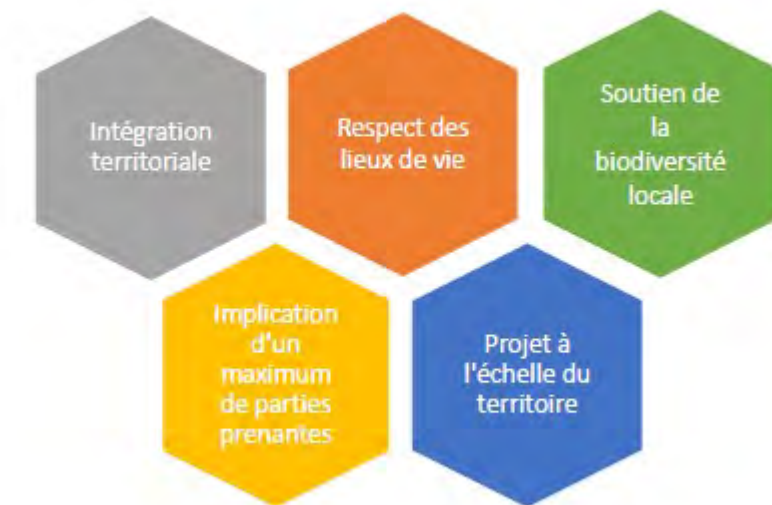 Intégration
territoriale
Respect des
lieux de vie
Soutien de
la
biodiversité
locale
Implication
d'un
maximum
de parties
prenantes
Projet à
l'échelle du
territoire